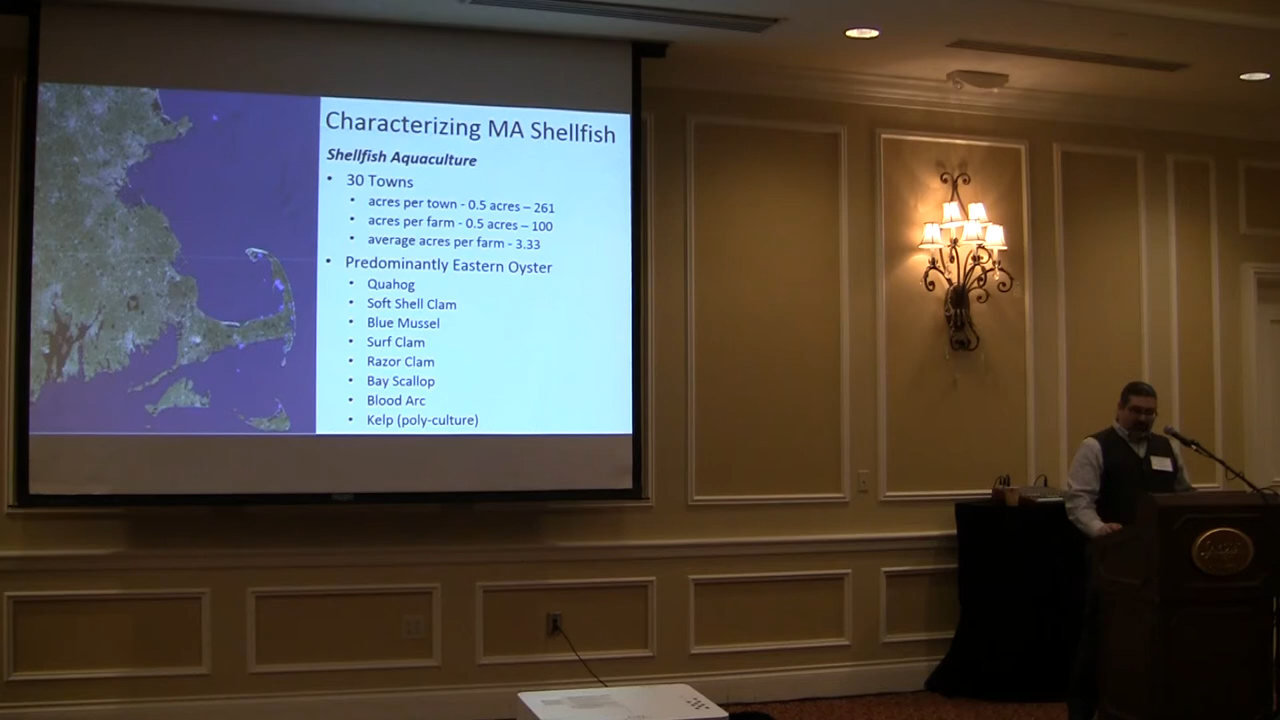 Characterizing MA Shellfish
Shellfish Aquaculture
• 30 Towns
• acres per town - 0.5 acres – 261
• acres per farm - 0.5 acres – 100
• average acres per farm - 3.33
• Predominantly Eastern Oyster
• Quahog
• Soft Shell Clam
• Blue Mussel
• Surf Clam
• Razor Clam
• Bay Scallop
• Blood Arc
• Kelp (poly-culture)